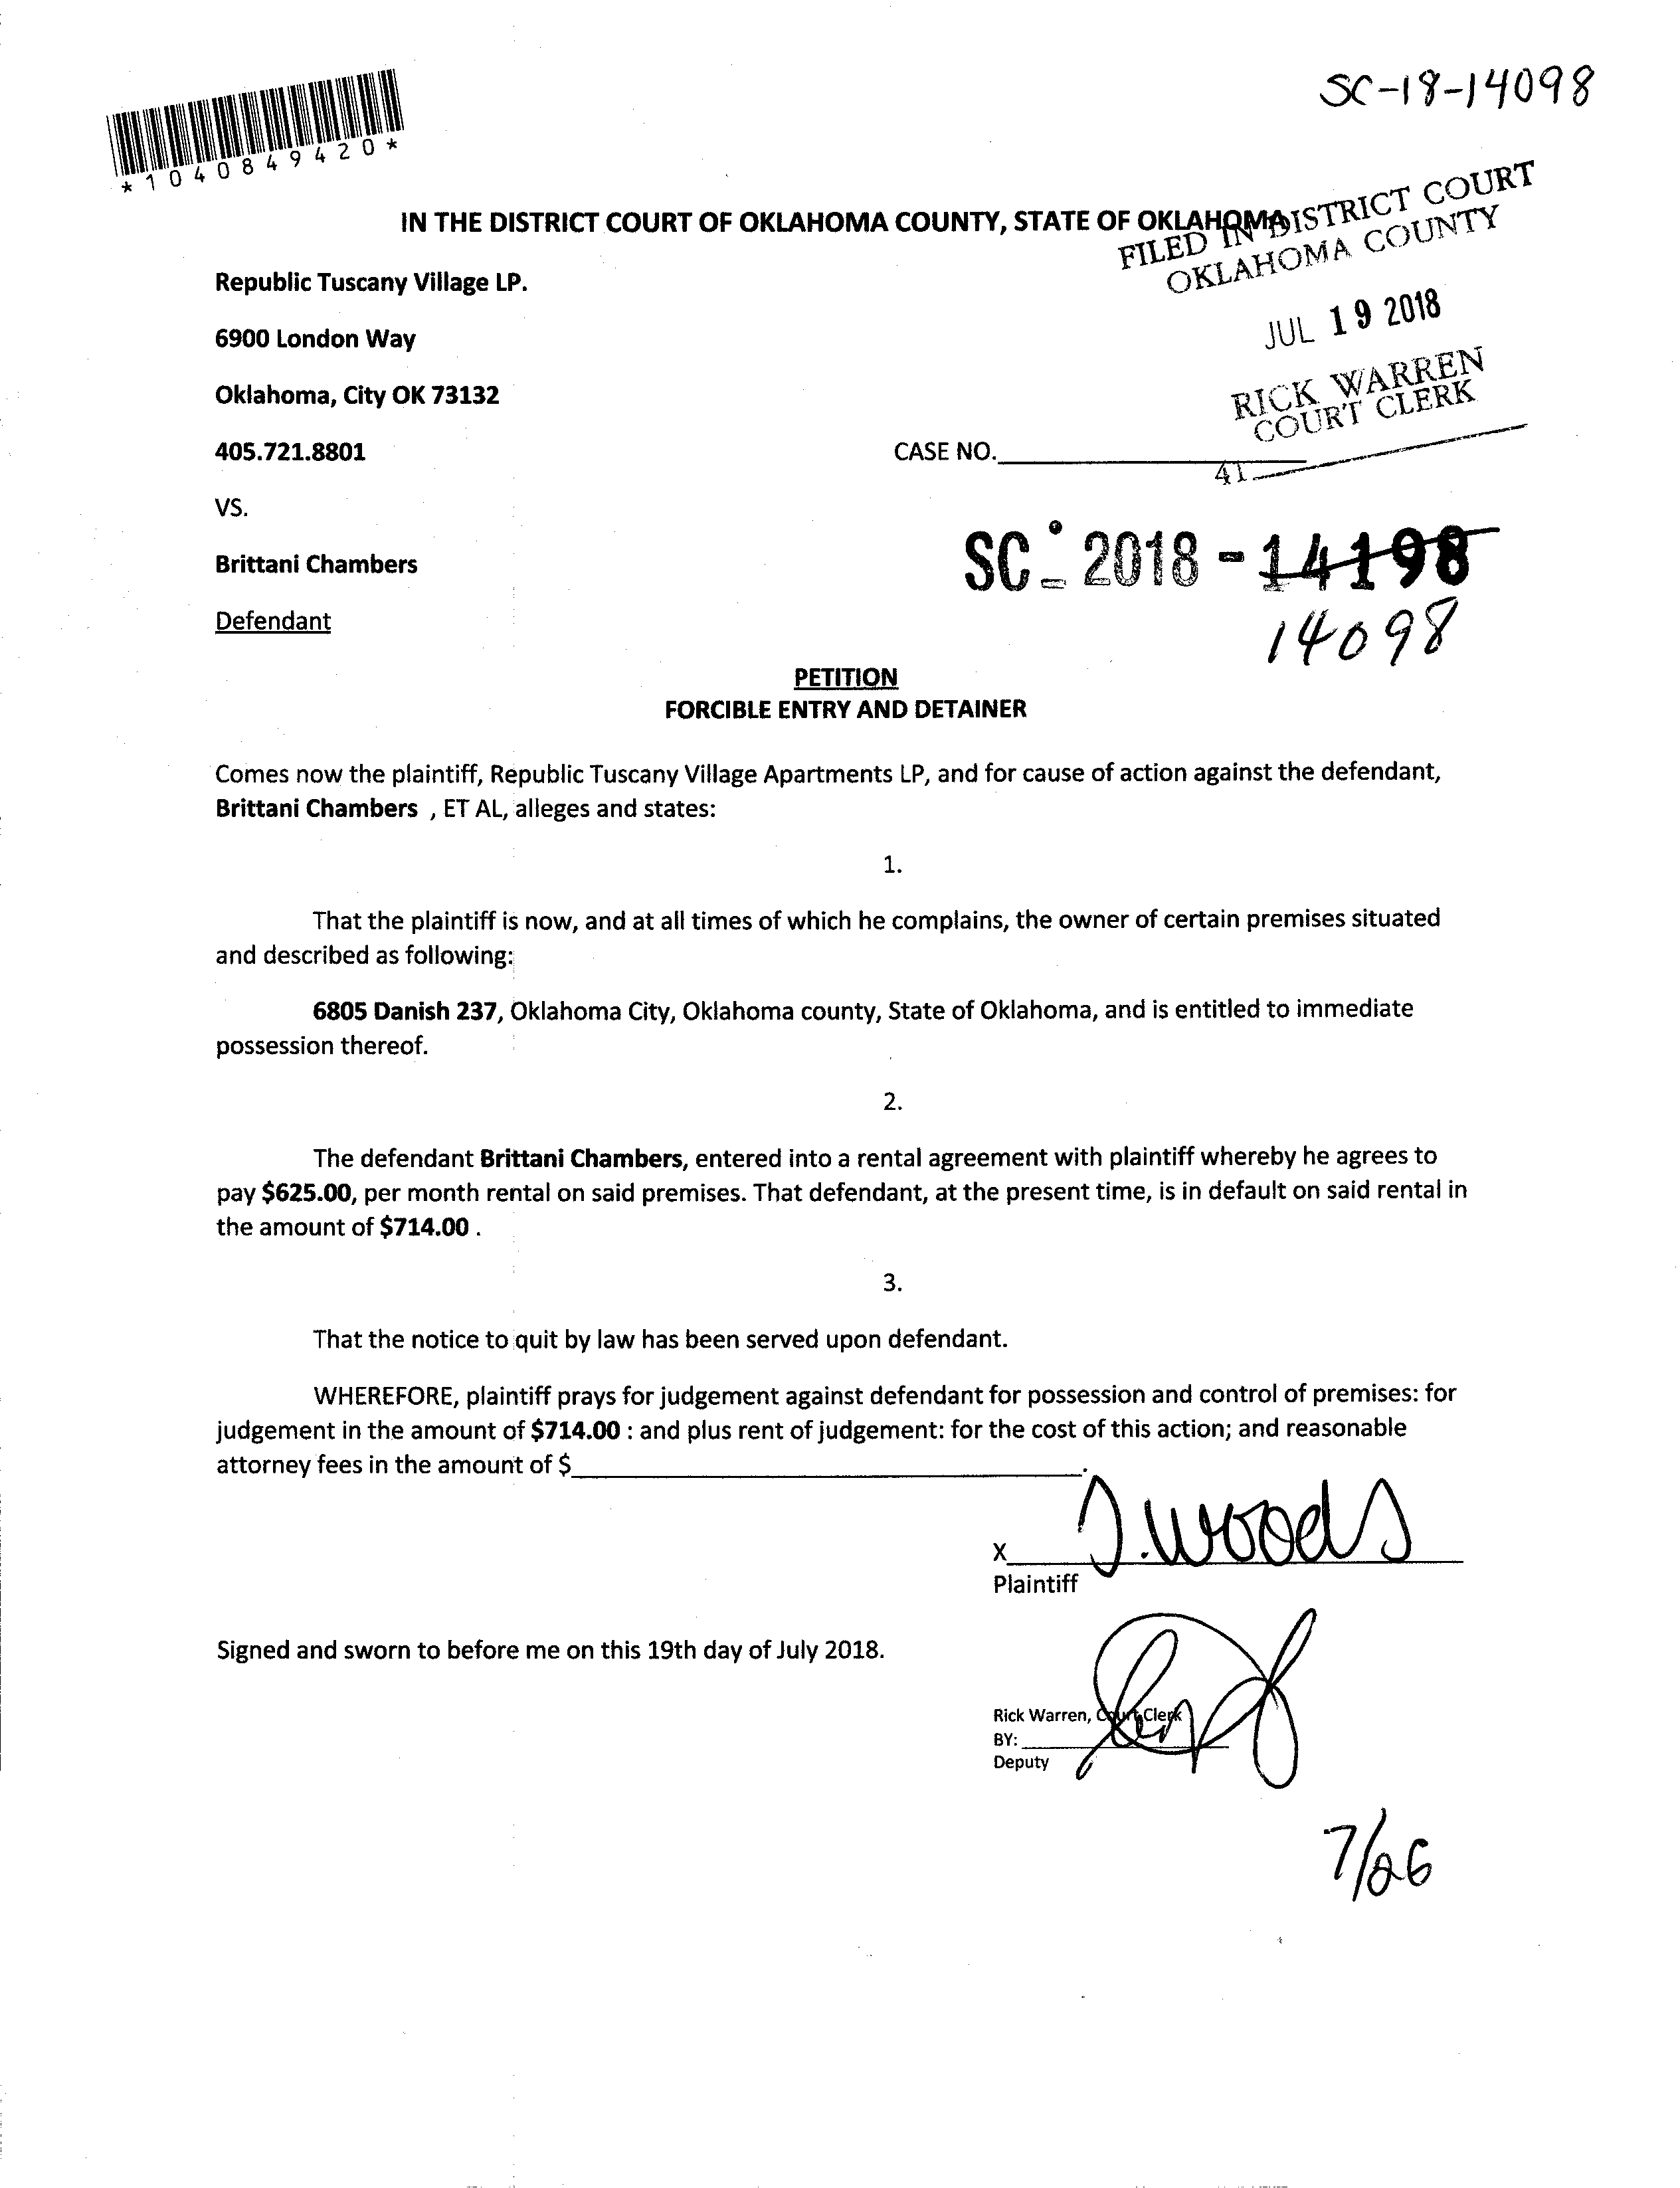 SC-18-14098
*1040849420*
IN THE DISTRICT COURT OF OKLAHOMA COUNTY, STATE OF OKLAHOMA
FILED IN DISTRICT COURT
OKLAHOMA COUNTY
Republic Tuscany Village LP.
JUL 19 2018
6900 London Way
RICK WARREN
COURT CLERK
Oklahoma, City OK 73132
405.721.8801
CASE NO.
41
VS.
SC - 2018 - 14198
Brittani Chambers
14098
Defendant
PETITION
FORCIBLE ENTRY AND DETAINER
Comes now the plaintiff, Republic Tuscany Village Apartments LP, and for cause of action against the defendant,
Brittani Chambers , ET AL, alleges and states:
1.
That the plaintiff is now, and at all times of which he complains, the owner of certain premises situated
and described as following:
6805 Danish 237, Oklahoma City, Oklahoma county, State of Oklahoma, and is entitled to immediate
possession thereof.
2.
The defendant Brittani Chambers, entered into a rental agreement with plaintiff whereby he agrees to
pay $625.00, per month rental on said premises. That defendant, at the present time, is in default on said rental in
the amount of $714.00 .
3.
That the notice to quit by law has been served upon defendant.
WHEREFORE, plaintiff prays for judgement against defendant for possession and control of premises: for
judgement in the amount of $714.00 : and plus rent of judgement: for the cost of this action; and reasonable
attorney fees in the amount of $.
X J.woods
Plaintiff
Signed and sworn to before me on this 19th day of July 2018.
Rick Warren, Court Clerk
BY:
Deputy
7/26